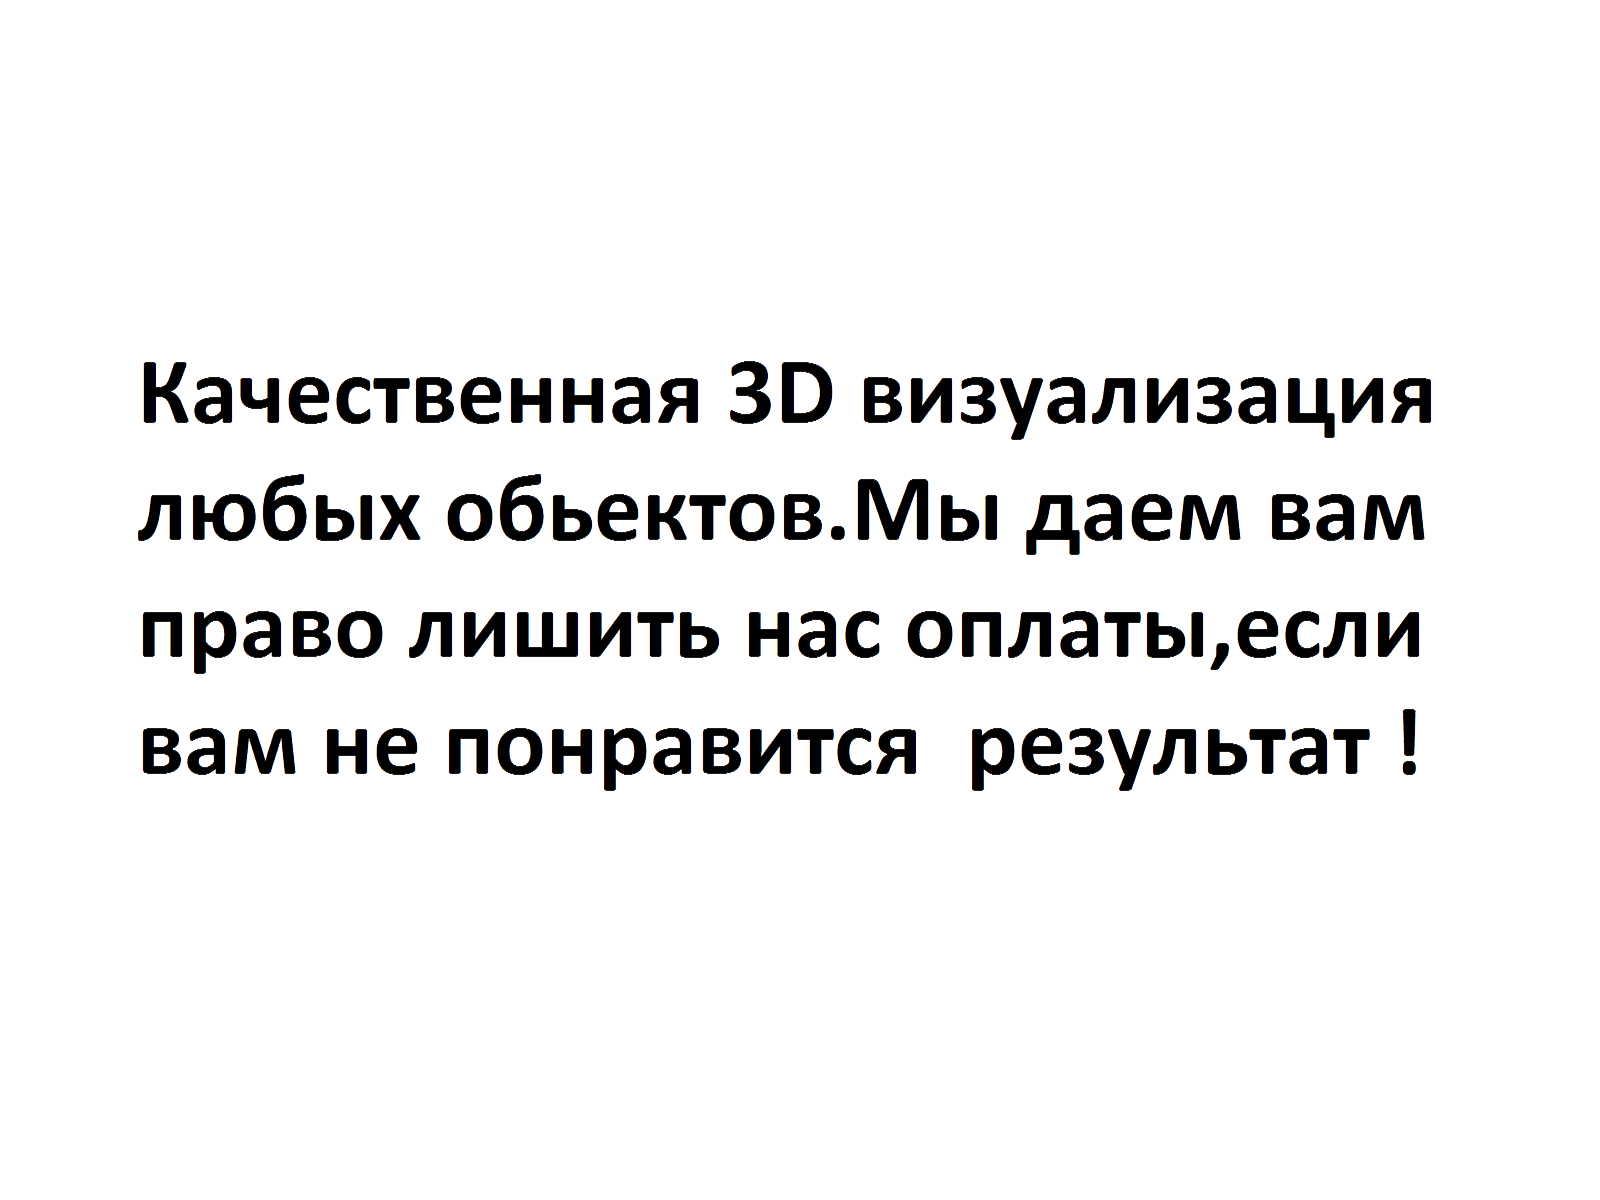 Качественная 3D визуализация
любых обьектов.Мы даем вам
право лишить нас оплаты,если
вам не понравится  результат !